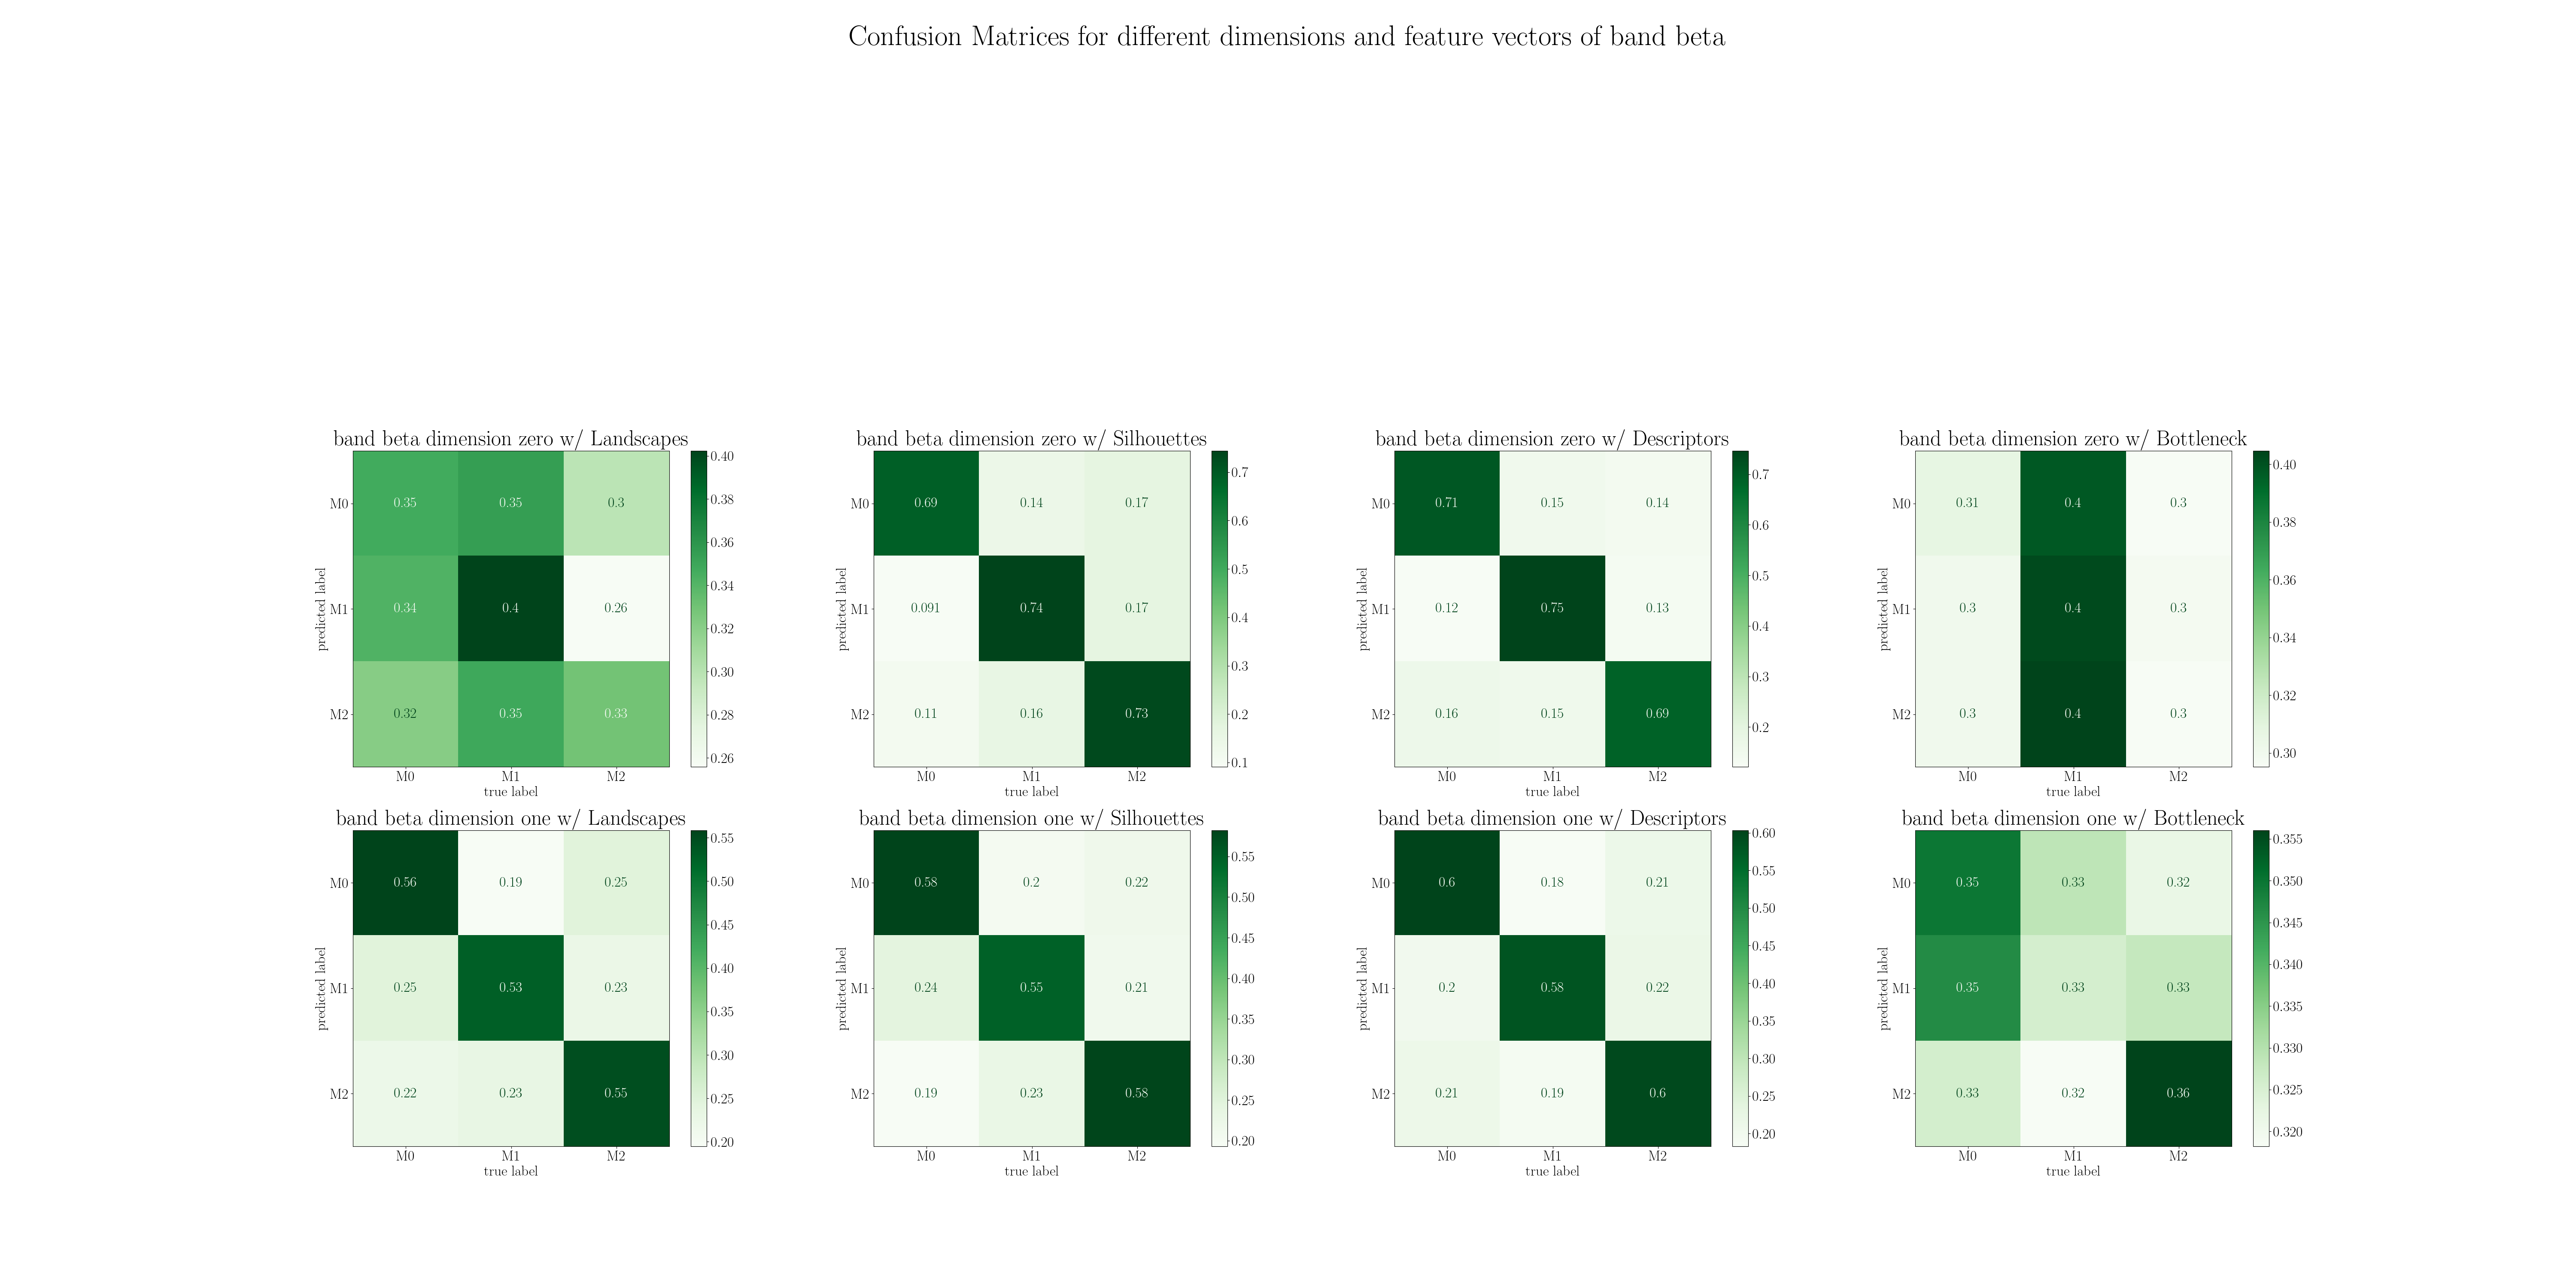 Confusion Matrices for different dimensions and feature vectors of band beta
band beta dimension zero w/ Landscapes
predicted label
M0
0.35
0.35
0.3
M1
0.34
0.4
0.26
M2
0.32
0.35
0.33
M0
M1
M2
true label
0.40
0.38
0.36
0.34
0.32
0.30
0.28
0.26
band beta dimension zero w/ Silhouettes
predicted label
M0
0.69
0.14
0.17
M1
0.091
0.74
0.17
M2
0.11
0.16
0.73
M0
M1
M2
true label
0.7
0.6
0.5
0.4
0.3
0.2
0.1
band beta dimension zero w/ Descriptors
predicted label
M0
0.71
0.15
0.14
M1
0.12
0.75
0.13
M2
0.16
0.15
0.69
M0
M1
M2
true label
0.7
0.6
0.5
0.4
0.3
0.2
band beta dimension zero w/ Bottleneck
predicted label
M0
0.31
0.4
0.3
M1
0.3
0.4
0.3
M2
0.3
0.4
0.3
M0
M1
M2
true label
0.40
0.38
0.36
0.34
0.32
0.30
band beta dimension one w/ Landscapes
predicted label
M0
0.56
0.19
0.25
M1
0.25
0.53
0.23
M2
0.22
0.23
0.55
M0
M1
M2
true label
0.55
0.50
0.45
0.40
0.35
0.30
0.25
0.20
band beta dimension one w/ Silhouettes
predicted label
M0
0.58
0.2
0.22
M1
0.24
0.55
0.21
M2
0.19
0.23
0.58
M0
M1
M2
true label
0.55
0.50
0.45
0.40
0.35
0.30
0.25
0.20
band beta dimension one w/ Descriptors
predicted label
M0
0.6
0.18
0.21
M1
0.2
0.58
0.22
M2
0.21
0.19
0.6
M0
M1
M2
true label
0.60
0.55
0.50
0.45
0.40
0.35
0.30
0.25
0.20
band beta dimension one w/ Bottleneck
predicted label
M0
0.35
0.33
0.32
M1
0.35
0.33
0.33
M2
0.33
0.32
0.36
M0
M1
M2
true label
0.355
0.350
0.345
0.340
0.335
0.330
0.325
0.320